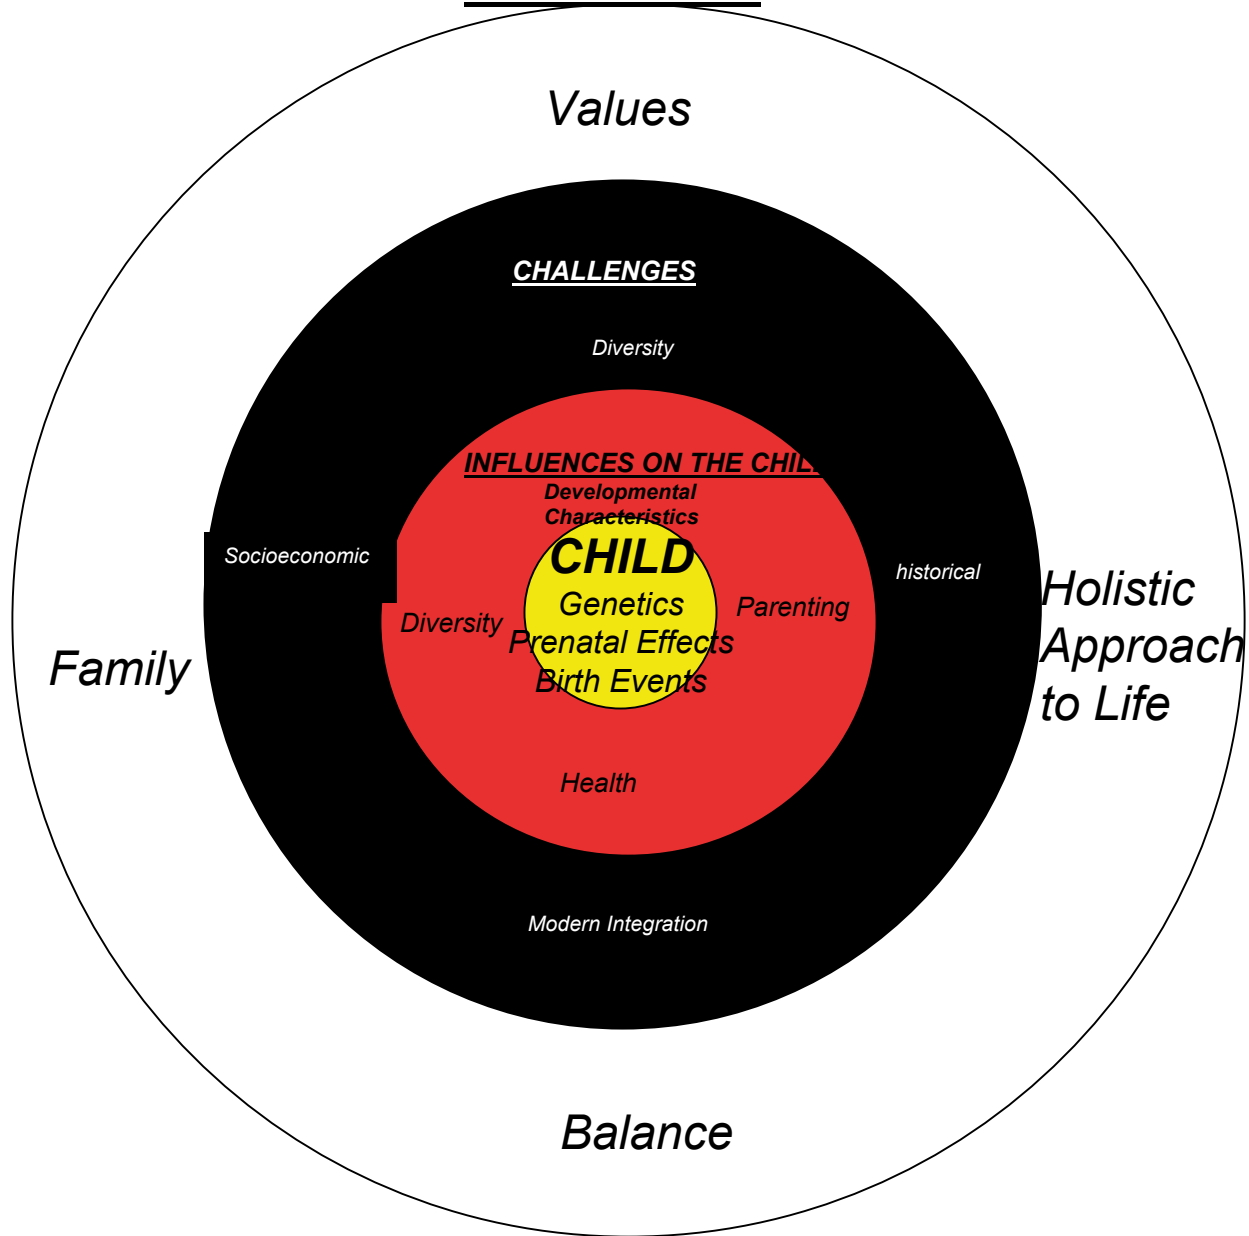 Values
CHALLENGES
Diversity
INFLUENCES ON THE CHIL
Developmental
Characteristics
CHILD
Socioeconomic
historical
Genetics
Diversity
Parenting
Prenatal Effects
Birth Events
Holistic
Approach
to Life
Family
Health
Modern Integration
Balance